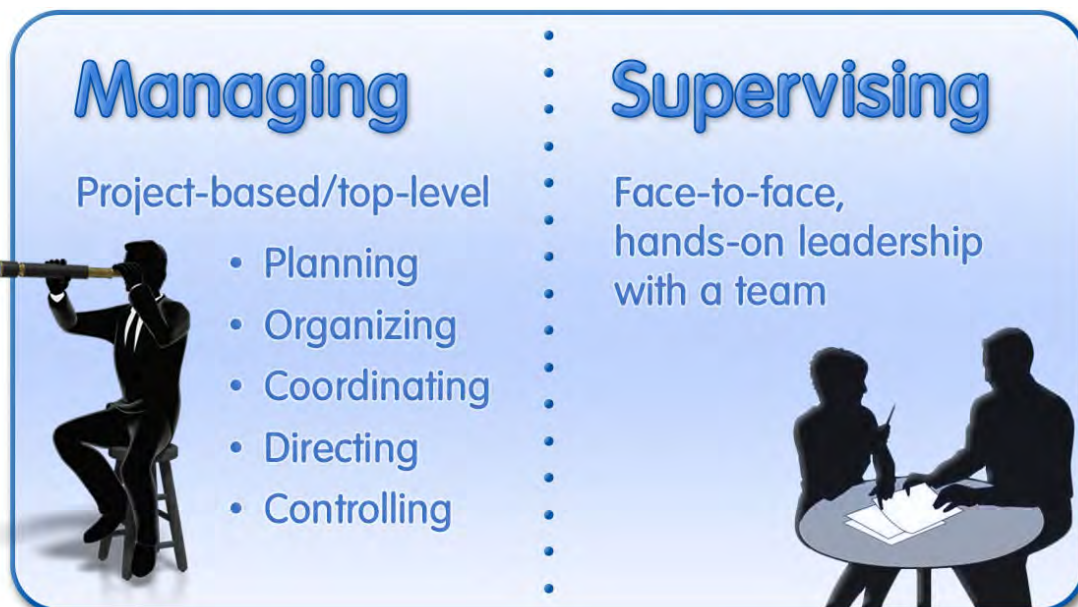 Managing
Project-based/top-level
• Planning
• Organizing
• Coordinating
• Directing
• Controlling
Supervising
Face-to-face,
hands-on leadership
with a team